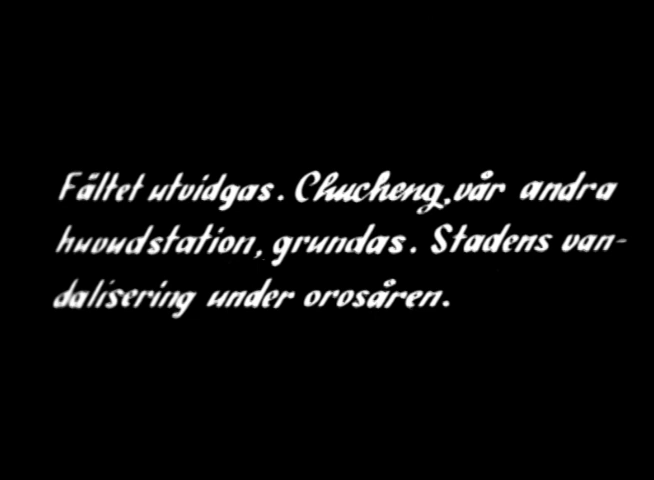 Fältet utvidgas. Chucheng, vår andra
huvudstation, grundas. Stadens van-
dalisering under orosåren.